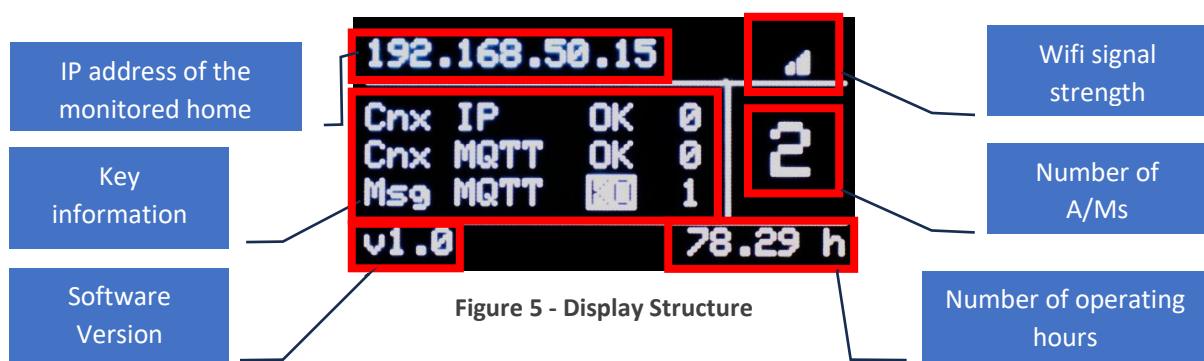 IP address of the
monitored home
Key
information
Software
Version
192.168.50.15
Cnx IP OK 0
Cnx MQTT OK 0
Msg MQTT KO 1
2
v1.0
78.29 h
Figure 5 - Display Structure
Wifi signal
strength
Number of
A/Ms
Number of operating
hours